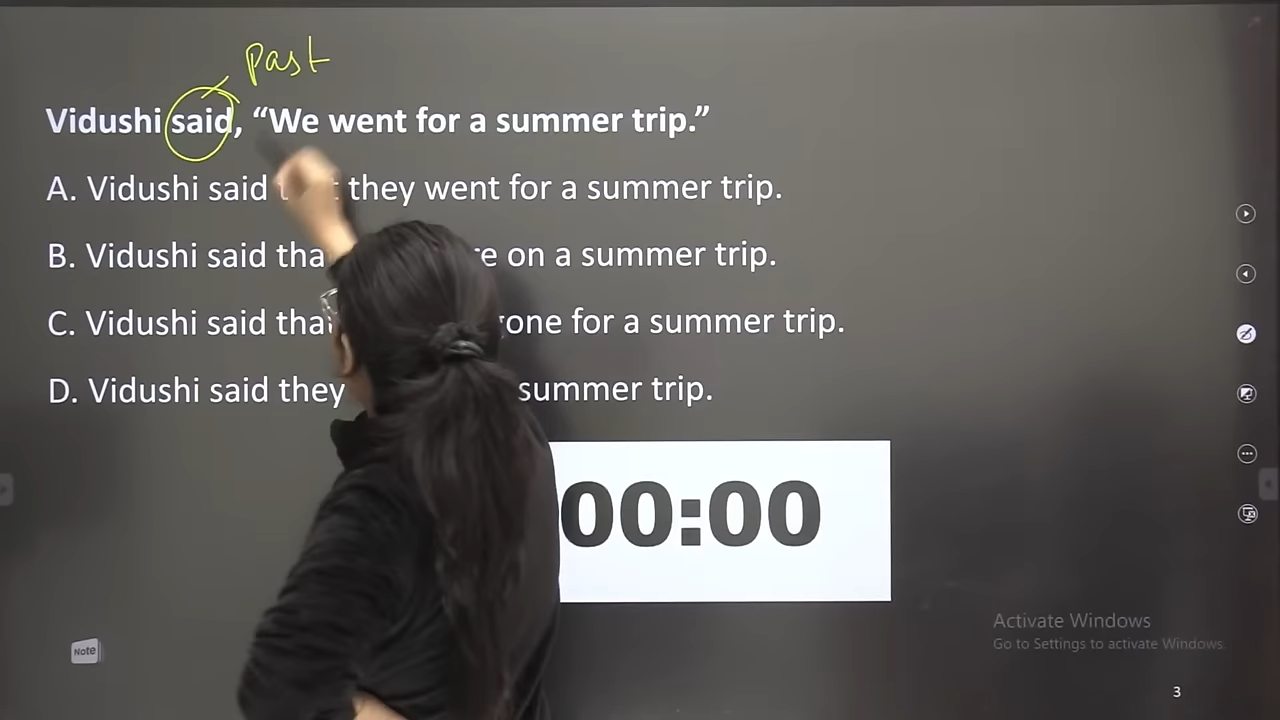 Past
Vidushi said, “We went for a summer trip.”
A. Vidushi said they went for a summer trip.
B. Vidushi said on a summer trip.
C. Vidushi said for a summer trip.
D. Vidushi said they summer trip.
00:00
Note
Activate Windows
Go to Settings to activate Windows.
3